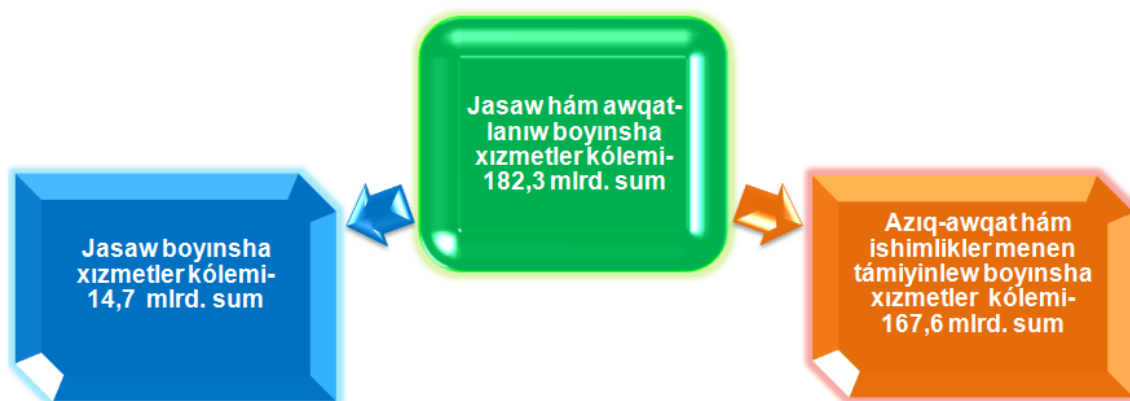 Jasaw hám awqat-
lanıw boyınsha
xızmetler kólemi-
182,3 mlrd. sum
Jasaw boyınsha
xızmetler kólemi-
14,7 mlrd. sum
Azıq-awqat hám
ishimlikler menen
támiyinlew boyınsha
xızmetler kólemi-
167,6 mlrd. sum